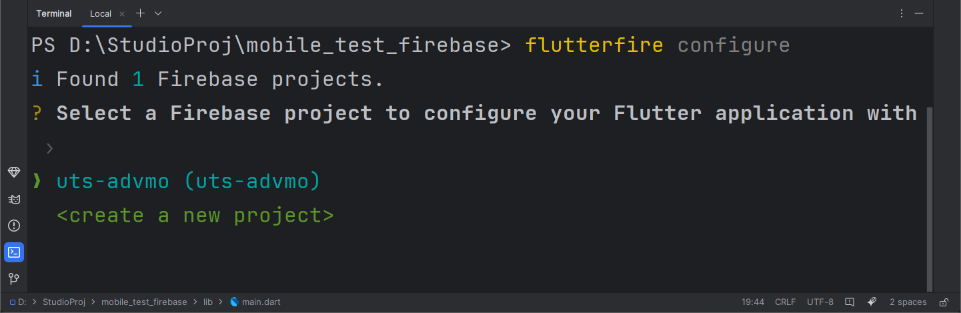 Terminal Local × +
PS D:\StudioProj\mobile_test_firebase> flutterfire configure
i Found 1 Firebase projects.
? Select a Firebase project to configure your Flutter application with
›
❯ uts-advmo (uts-advmo)
<create a new project>
D: > StudioProj > mobile_test_firebase > lib > main.dart 19:44 CRLF UTF-8 2 spaces